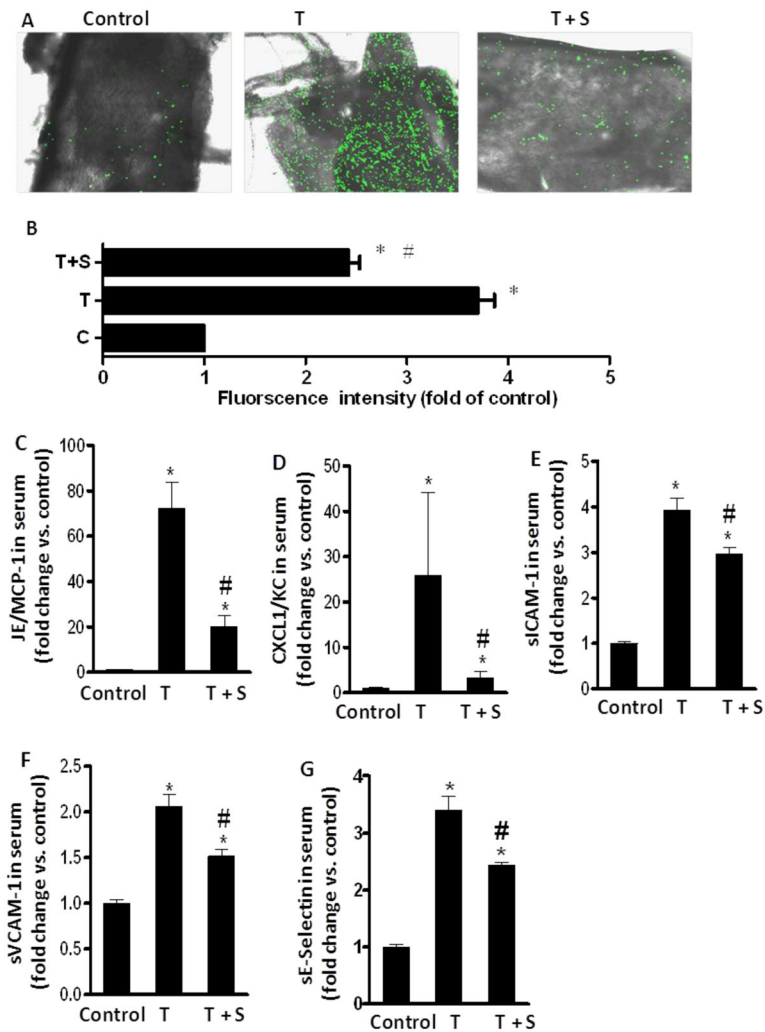 A
Control
T
T + S
B
T+S
* #
T
*
C
0 1 2 3 4 5
Fluorscence intensity (fold of control)
C
JE/MCP-1 in serum
(fold change vs. control)
100
80
60
40
20
0
*
#
*
Control T T + S
D
CXCL1/KC in serum
(fold change vs. control)
50
40
30
20
10
0
*
#
*
Control T T + S
E
sICAM-1 in serum
(fold change vs. control)
5
4
3
2
1
0
*
#
*
Control T T + S
F
sVCAM-1 in serum
(fold change vs. control)
2.5
2.0
1.5
1.0
0.5
0.0
*
#
*
Control T T + S
G
sE-Selectin in serum
(fold change vs. control)
4
3
2
1
0
*
#
*
Control T T + S